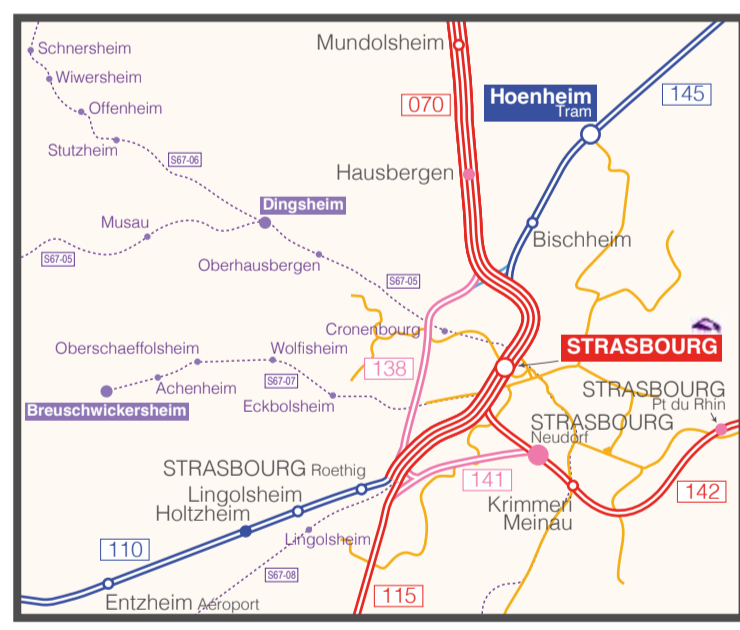 Schnersheim
Wiwersheim
Offenheim
Stutzheim
S67-06
Musau
Dingsheim
S67-05
Oberhausbergen
S67-05
Mundolsheim
070
Hausbergen
Hoenheim
Tram
145
Bischheim
Cronenbourg
STRASBOURG
138
Oberschaeffolsheim
Wolfisheim
Achenheim
S67-07
Breuschwickersheim
Eckbolsheim
STRASBOURG
Pt du Rhin
STRASBOURG
Neudorf
STRASBOURG Roethig
Lingolsheim
Holtzheim
141
Krimmeri
Meinau
142
Lingolsheim
110
S67-08
Entzheim Aéroport
115